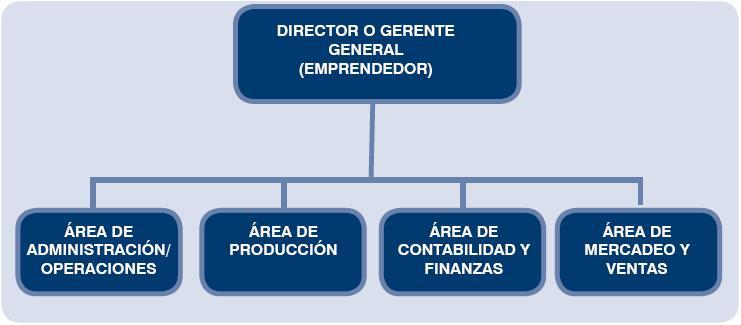 DIRECTOR O GERENTE
GENERAL
(EMPRENDEDOR)
ÁREA DE
ADMINISTRACIÓN/
OPERACIONES
ÁREA DE
PRODUCCIÓN
ÁREA DE
CONTABILIDAD Y
FINANZAS
ÁREA DE
MERCADEO Y
VENTAS